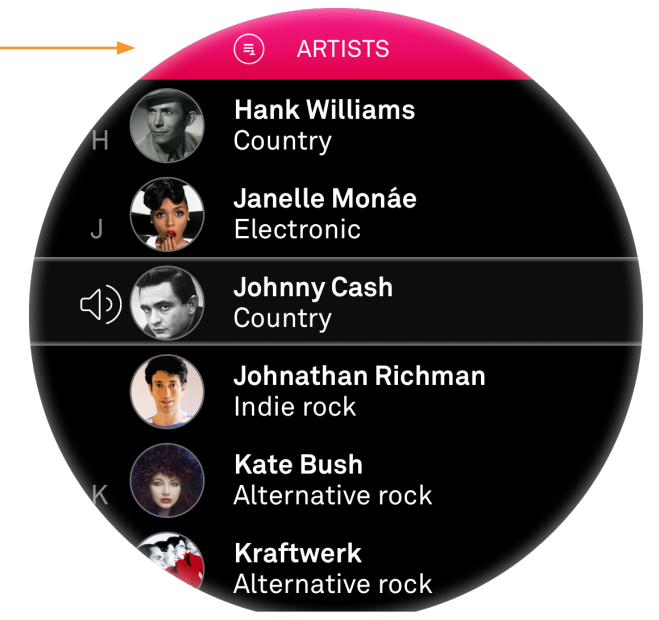 ARTISTS
H
Hank Williams
Country
J
Janelle Monáe
Electronic
Johnny Cash
Country
Johnathan Richman
Indie rock
K
Kate Bush
Alternative rock
Kraftwerk
Alternative rock